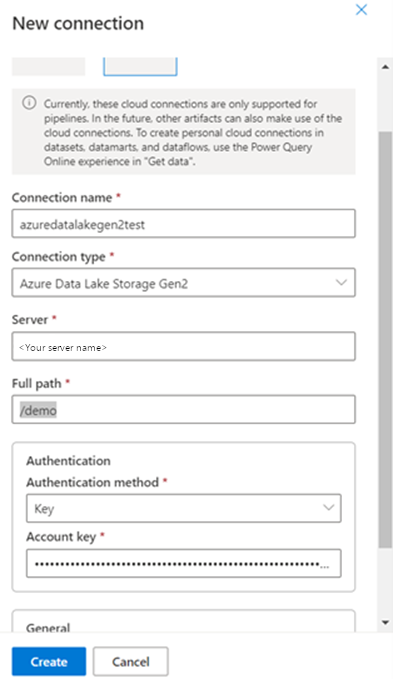 New connection
Currently, these cloud connections are only supported for
pipelines. In the future, other artifacts can also make use of the
cloud connections. To create personal cloud connections in
datasets, datamarts, and dataflows, use the Power Query
Online experience in "Get data".
Connection name *
azuredatalakegen2test
Connection type *
Azure Data Lake Storage Gen2
Server *
<Your server name>
Full path *
/demo
Authentication
Authentication method *
Key
Account key *
••••••••••••••••••••••••••••••••••••••••••••••••••••••••••...
General
Create Cancel